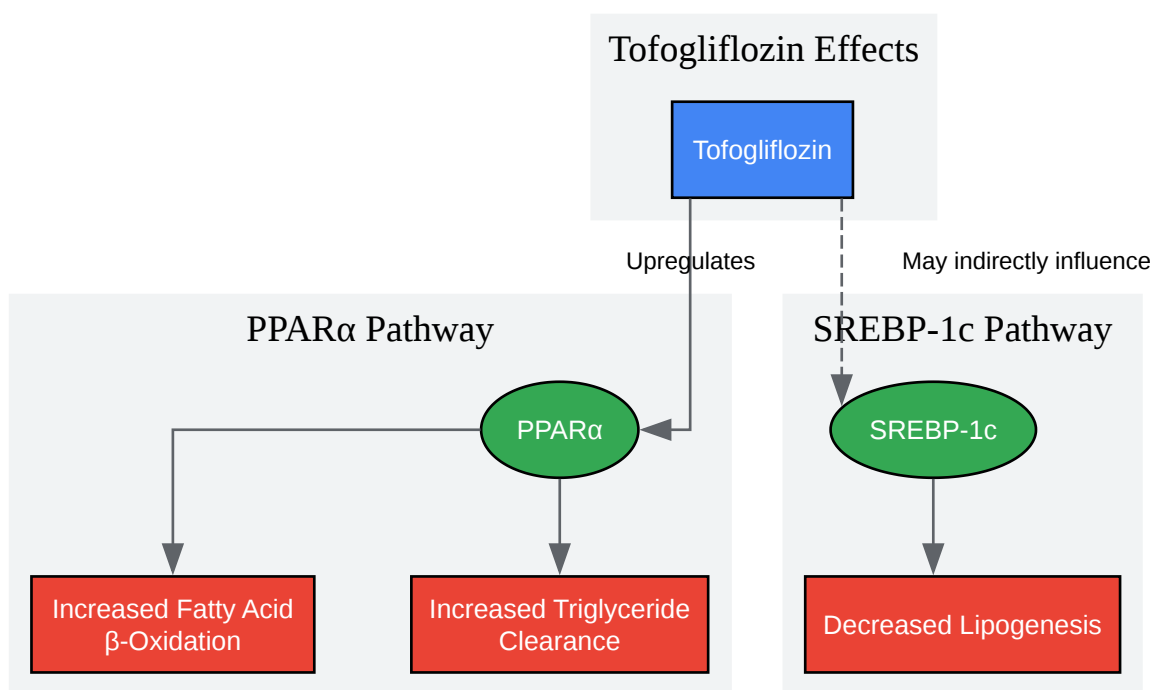 Tofogliflozin Effects
Tofogliflozin
Upregulates
May indirectly influence
PPARα Pathway
SREBP-1c Pathway
PPARα
SREBP-1c
Increased Fatty Acid
β-Oxidation
Increased Triglyceride
Clearance
Decreased Lipogenesis